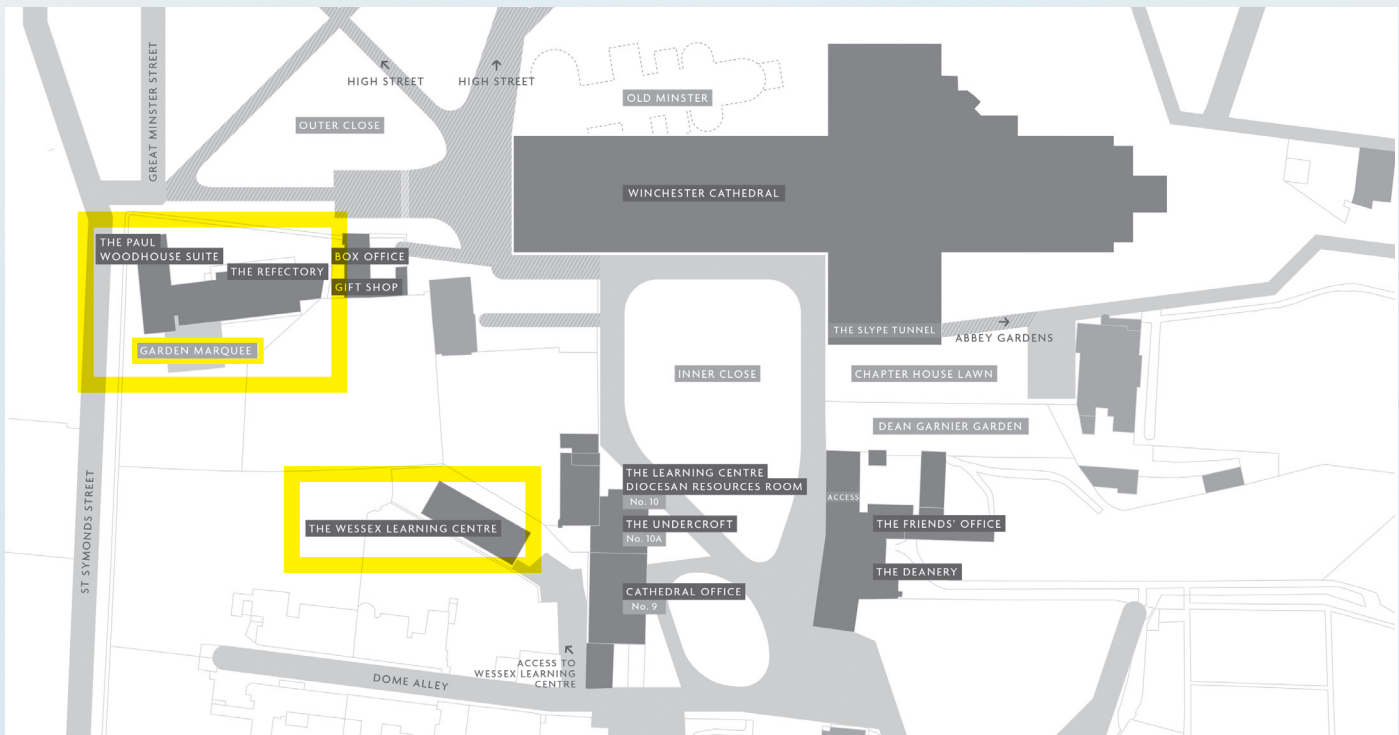 GREAT MINSTER STREET
HIGH STREET
HIGH STREET
OLD MINSTER
OUTER CLOSE
WINCHESTER CATHEDRAL
THE PAUL
WOODHOUSE SUITE
THE REFECTORY
BOX OFFICE
GIFT SHOP
GARDEN MARQUEE
THE SLYPE TUNNEL
ABBEY GARDENS
INNER CLOSE
CHAPTER HOUSE LAWN
DEAN GARNIER GARDEN
ST SYMONDS STREET
THE WESSEX LEARNING CENTRE
THE LEARNING CENTRE
DIOCESAN RESOURCES ROOM
No. 10
THE UNDERCROFT
No. 10A
CATHEDRAL OFFICE
No. 9
ACCESS
THE FRIENDS' OFFICE
THE DEANERY
ACCESS TO
WESSEX LEARNING
CENTRE
DOME ALLEY